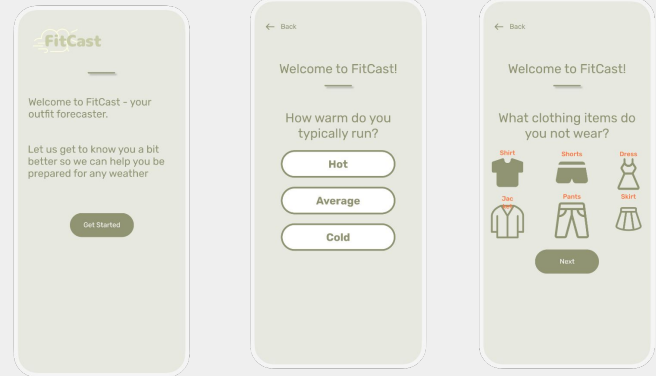 FitCast
Welcome to FitCast - your
outfit forecaster.
Let us get to know you a bit
better so we can help you be
prepared for any weather
Get Started
Back
Welcome to FitCast!
How warm do you
typically run?
Hot
Average
Cold
Back
Welcome to FitCast!
What clothing items do
you not wear?
Shirt
Shorts
Dress
Jac
Pants
Skirt
Next